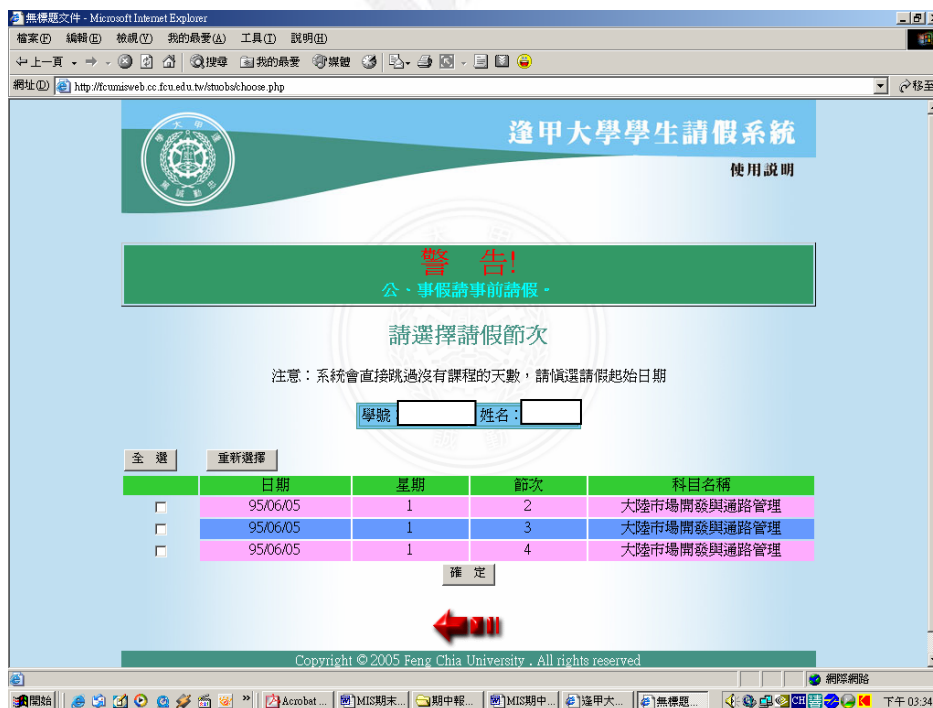 無標題文件 - Microsoft Internet Explorer
檔案(F) 編輯(E) 檢視(V) 我的最愛(A) 工具(T) 說明(H)
上一頁 搜尋 我的最愛 媒體
網址(D) http://fcumisweb.cc.fcu.edu.tw/stuobs/choose.php 移至
逢甲大學學生請假系統
使用說明
警 告!
公、事假請事前請假。
請選擇請假節次
注意：系統會直接跳過沒有課程的天數，請慎選請假起始日期
學號： 姓名：
全 選 重新選擇
日期 星期 節次 科目名稱
95/06/05 1 2 大陸市場開發與通路管理
95/06/05 1 3 大陸市場開發與通路管理
95/06/05 1 4 大陸市場開發與通路管理
確 定
Copyright © 2005 Feng Chia University . All rights reserved
網際網路
開始 » Acrobat ... MIS期末... 期中報... MIS期中... 逢甲大... 無標題... CH 下午 03:34